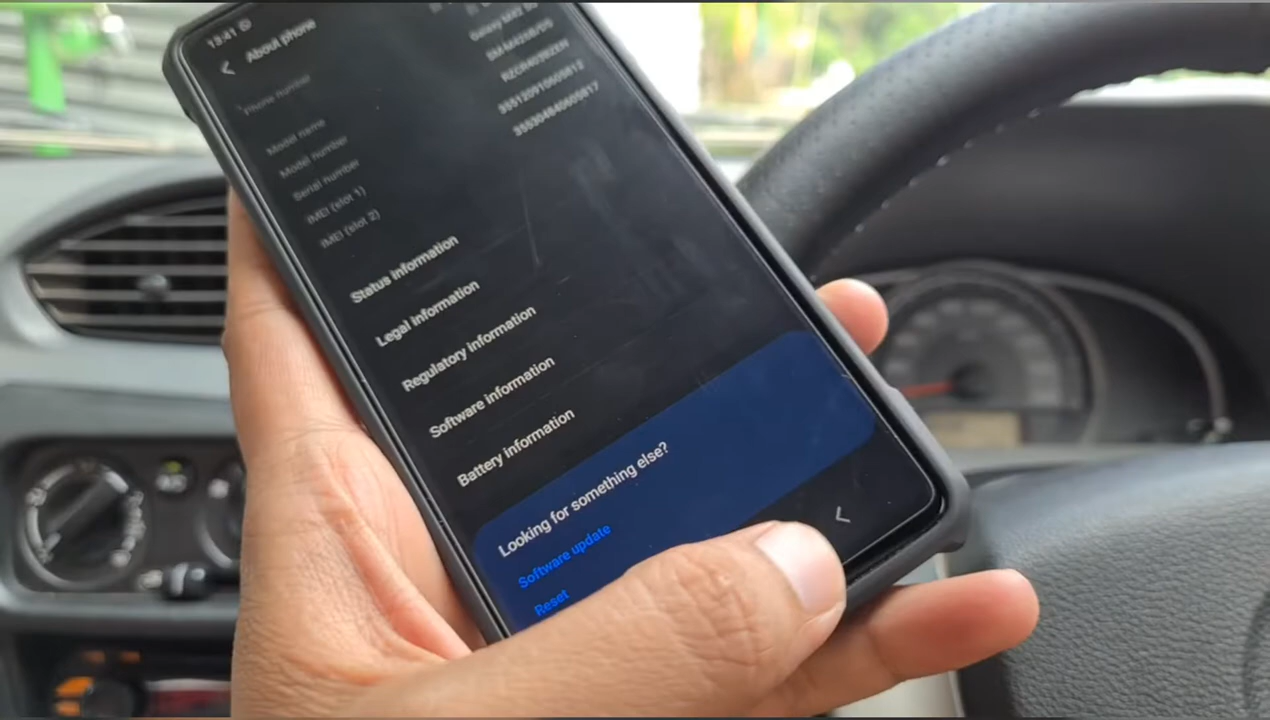 13:41
About phone
Phone number
Model name
Model number
Serial number
IMEI (slot 1)
IMEI (slot 2)
Status information
Legal information
Regulatory information
Software information
Battery information
Looking for something else?
Software update
Reset